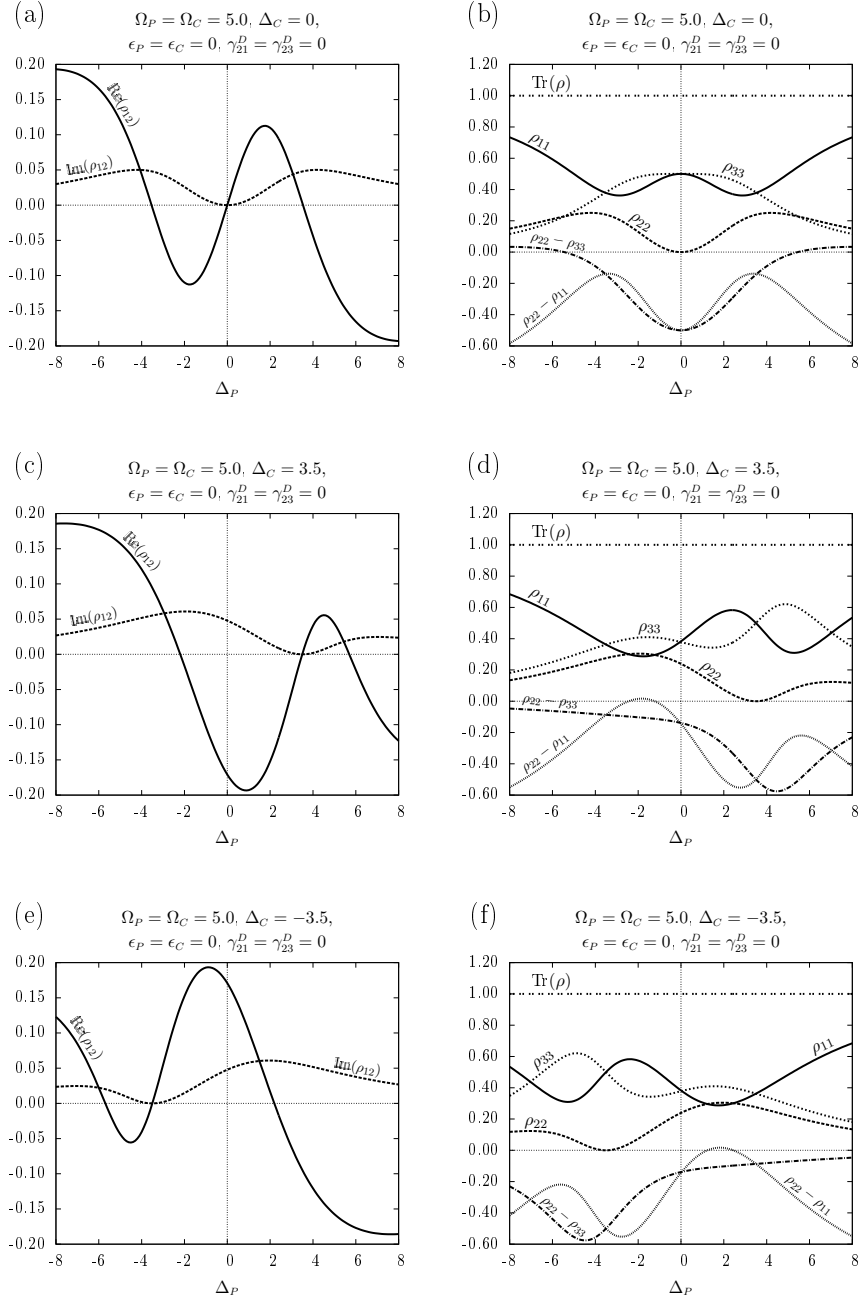 (a)
Ω_P = Ω_C = 5.0, Δ_C = 0,
ϵ_P = ϵ_C = 0, γ^D_21 = γ^D_23 = 0
0.20
0.15
0.10
0.05
0.00
-0.05
-0.10
-0.15
-0.20
Re(ρ_12)
Im(ρ_12)
-8 -6 -4 -2 0 2 4 6 8
Δ_P
(b)
Ω_P = Ω_C = 5.0, Δ_C = 0,
ϵ_P = ϵ_C = 0, γ^D_21 = γ^D_23 = 0
1.20
1.00
0.80
0.60
0.40
0.20
0.00
-0.20
-0.40
-0.60
Tr(ρ)
ρ_11
ρ_33
ρ_22
ρ_22 − ρ_33
ρ_22 − ρ_11
-8 -6 -4 -2 0 2 4 6 8
Δ_P
(c)
Ω_P = Ω_C = 5.0, Δ_C = 3.5,
ϵ_P = ϵ_C = 0, γ^D_21 = γ^D_23 = 0
0.20
0.15
0.10
0.05
0.00
-0.05
-0.10
-0.15
-0.20
Re(ρ_12)
Im(ρ_12)
-8 -6 -4 -2 0 2 4 6 8
Δ_P
(d)
Ω_P = Ω_C = 5.0, Δ_C = 3.5,
ϵ_P = ϵ_C = 0, γ^D_21 = γ^D_23 = 0
1.20
1.00
0.80
0.60
0.40
0.20
0.00
-0.20
-0.40
-0.60
Tr(ρ)
ρ_11
ρ_33
ρ_22
ρ_22 − ρ_33
ρ_22 − ρ_11
-8 -6 -4 -2 0 2 4 6 8
Δ_P
(e)
Ω_P = Ω_C = 5.0, Δ_C = −3.5,
ϵ_P = ϵ_C = 0, γ^D_21 = γ^D_23 = 0
0.20
0.15
0.10
0.05
0.00
-0.05
-0.10
-0.15
-0.20
Re(ρ_12)
Im(ρ_12)
-8 -6 -4 -2 0 2 4 6 8
Δ_P
(f)
Ω_P = Ω_C = 5.0, Δ_C = −3.5,
ϵ_P = ϵ_C = 0, γ^D_21 = γ^D_23 = 0
1.20
1.00
0.80
0.60
0.40
0.20
0.00
-0.20
-0.40
-0.60
Tr(ρ)
ρ_33
ρ_11
ρ_22
ρ_22 − ρ_33
ρ_22 − ρ_11
-8 -6 -4 -2 0 2 4 6 8
Δ_P